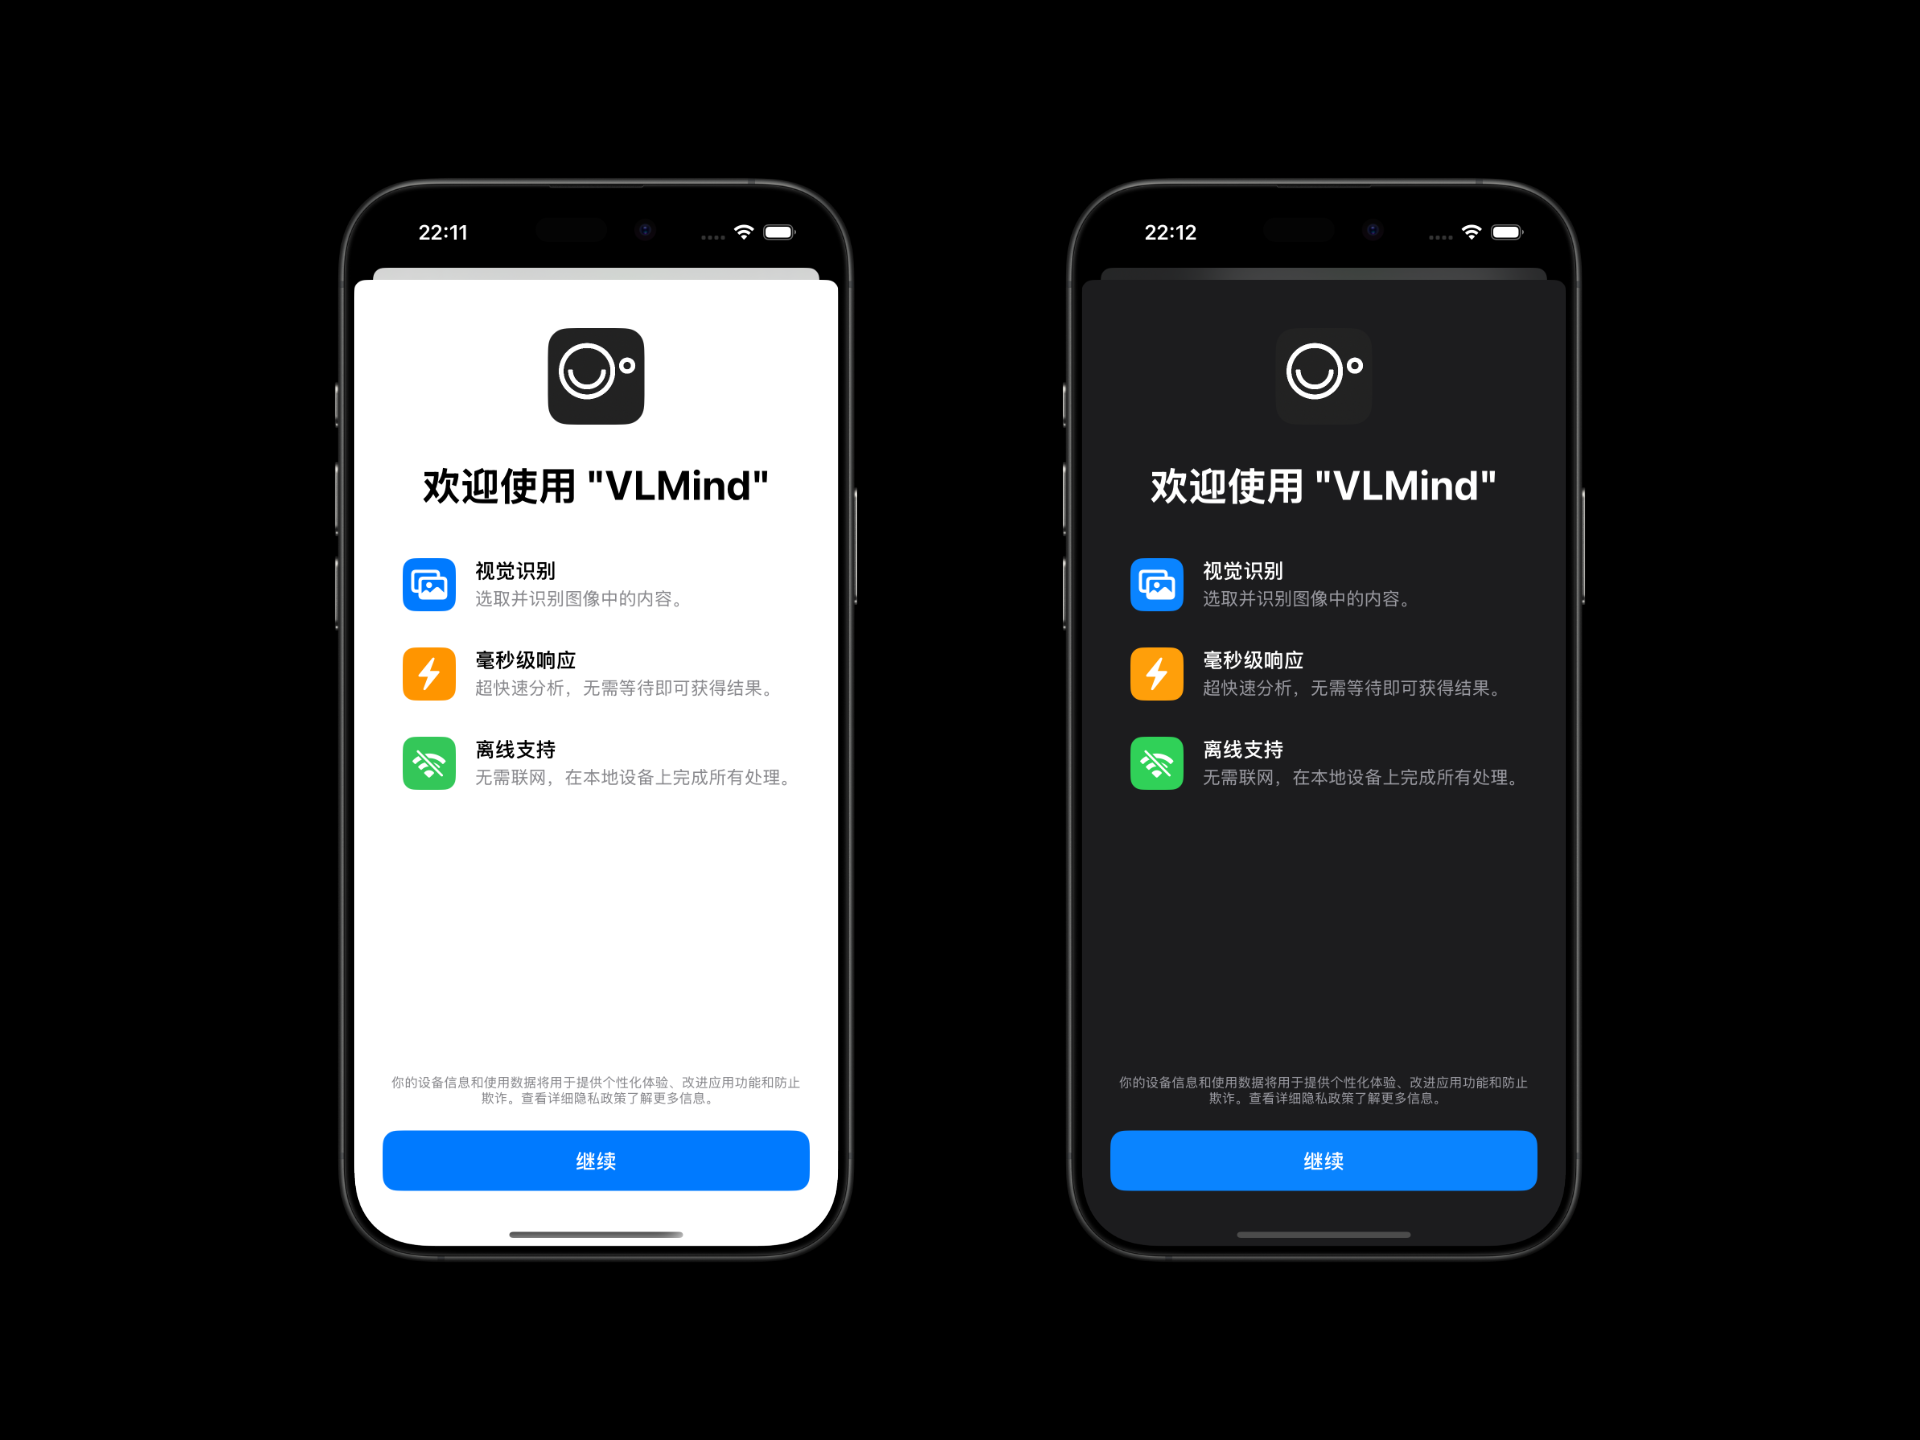 22:11
欢迎使用 "VLMind"
视觉识别
选取并识别图像中的内容。
毫秒级响应
超快速分析，无需等待即可获得结果。
离线支持
无需联网，在本地设备上完成所有处理。
你的设备信息和使用数据将用于提供个性化体验、改进应用功能和防止
欺诈。查看详细隐私政策了解更多信息。
继续
22:12
欢迎使用 "VLMind"
视觉识别
选取并识别图像中的内容。
毫秒级响应
超快速分析，无需等待即可获得结果。
离线支持
无需联网，在本地设备上完成所有处理。
你的设备信息和使用数据将用于提供个性化体验、改进应用功能和防止
欺诈。查看详细隐私政策了解更多信息。
继续